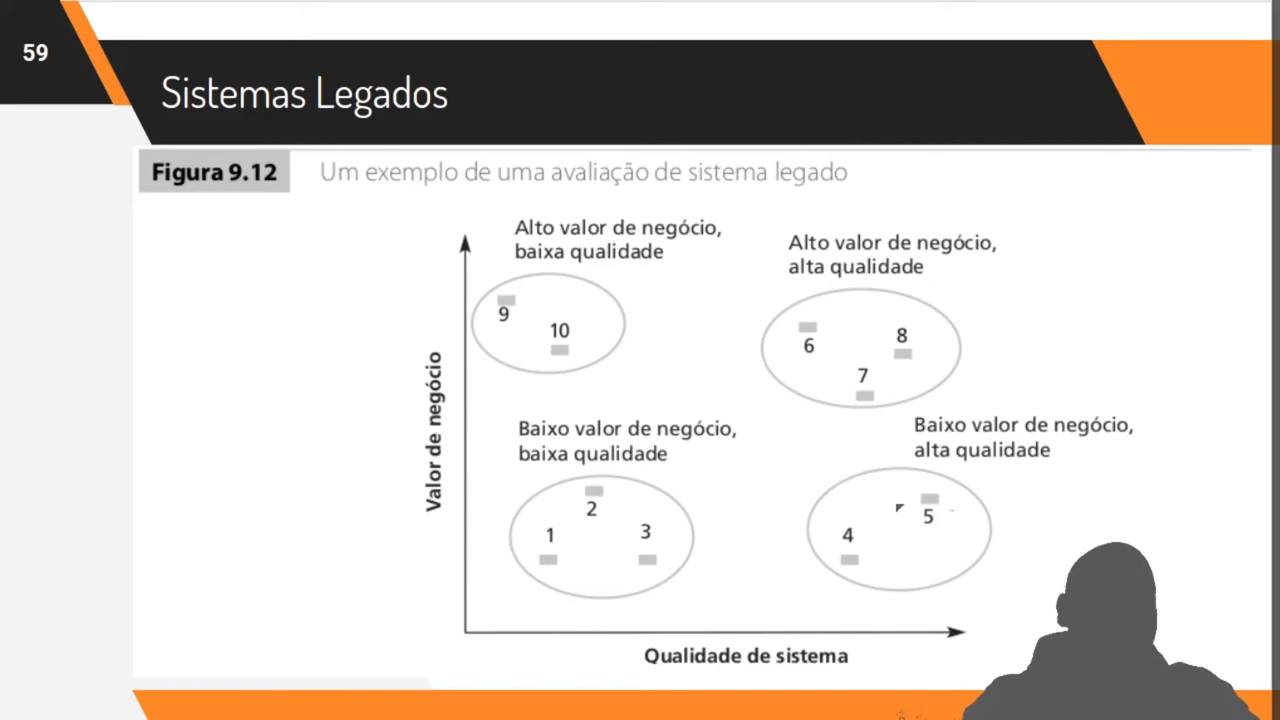 59
Sistemas Legados
Figura 9.12
Um exemplo de uma avaliação de sistema legado
Alto valor de negócio,
baixa qualidade
Alto valor de negócio,
alta qualidade
9
10
6
8
7
Valor de negócio
Baixo valor de negócio,
baixa qualidade
Baixo valor de negócio,
alta qualidade
2
1
3
5
4
Qualidade de sistema